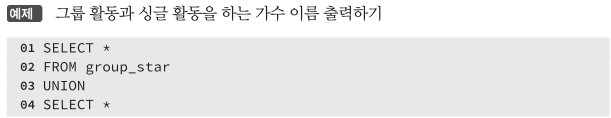 예제 그룹 활동과 싱글 활동을 하는 가수 이름 출력하기
01 SELECT *
02 FROM group_star
03 UNION
04 SELECT *